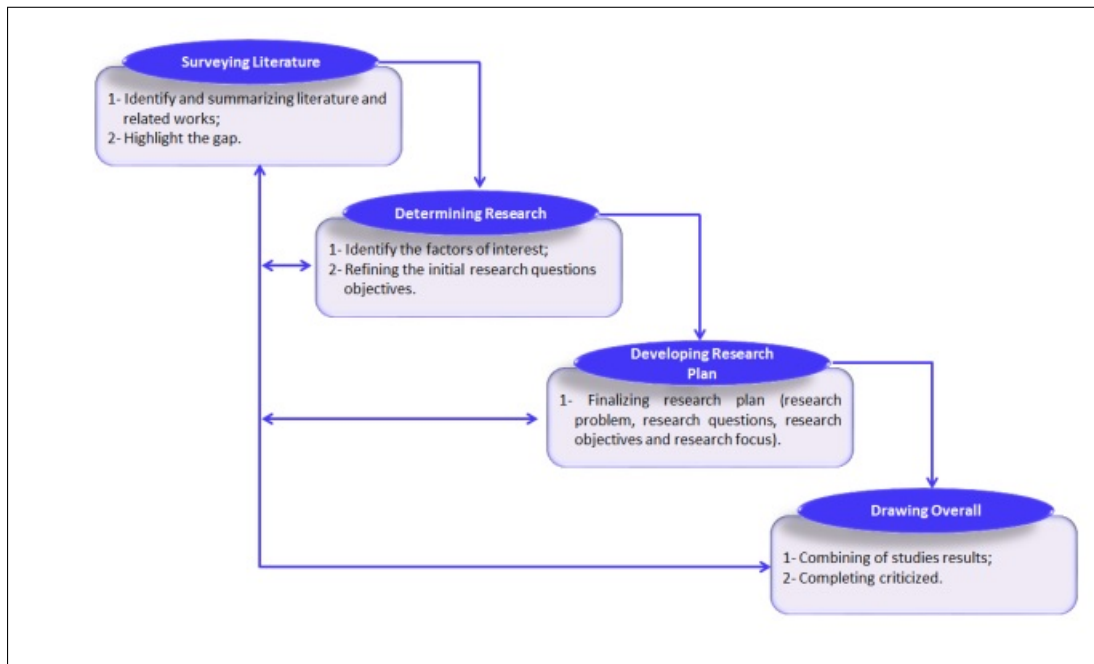 Surveying Literature
1- Identify and summarizing literature and
related works;
2- Highlight the gap.
Determining Research
1- Identify the factors of interest;
2- Refining the initial research questions
objectives.
Developing Research
Plan
1- Finalizing research plan (research
problem, research questions, research
objectives and research focus).
Drawing Overall
1- Combining of studies results;
2- Completing criticized.